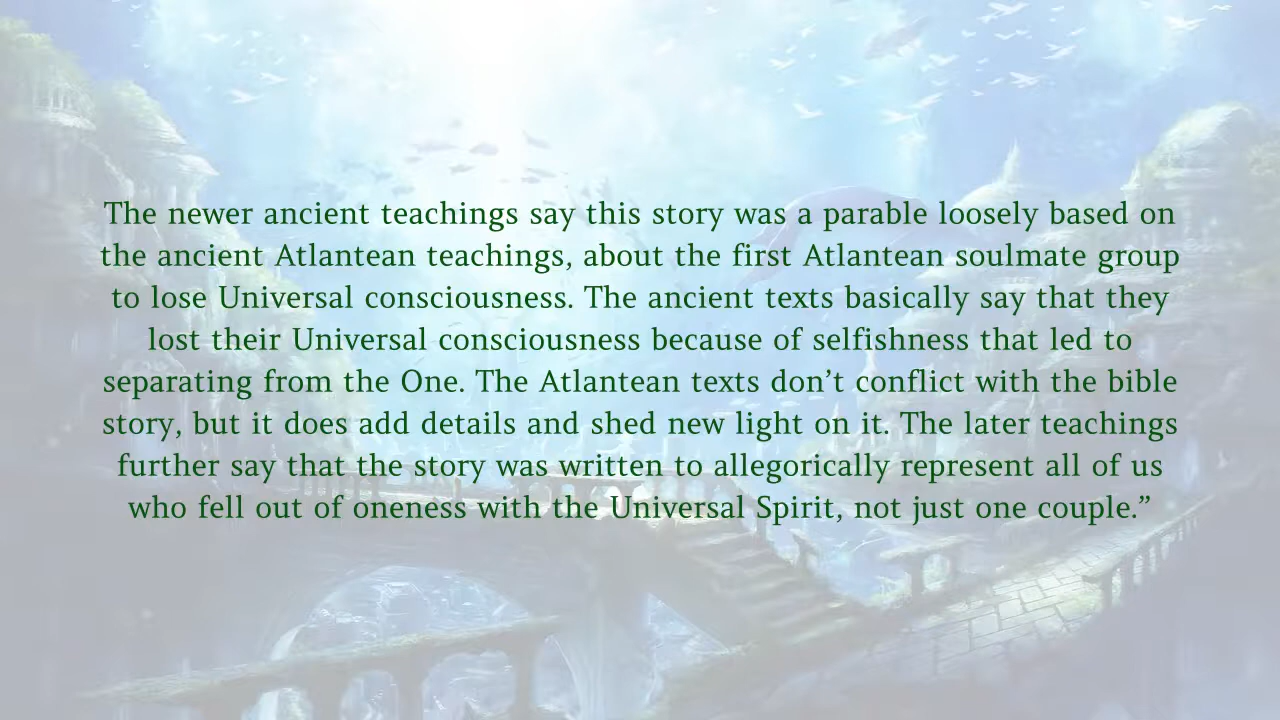 The newer ancient teachings say this story was a parable loosely based on
the ancient Atlantean teachings, about the first Atlantean soulmate group
to lose Universal consciousness. The ancient texts basically say that they
lost their Universal consciousness because of selfishness that led to
separating from the One. The Atlantean texts don’t conflict with the bible
story, but it does add details and shed new light on it. The later teachings
further say that the story was written to allegorically represent all of us
who fell out of oneness with the Universal Spirit, not just one couple.”